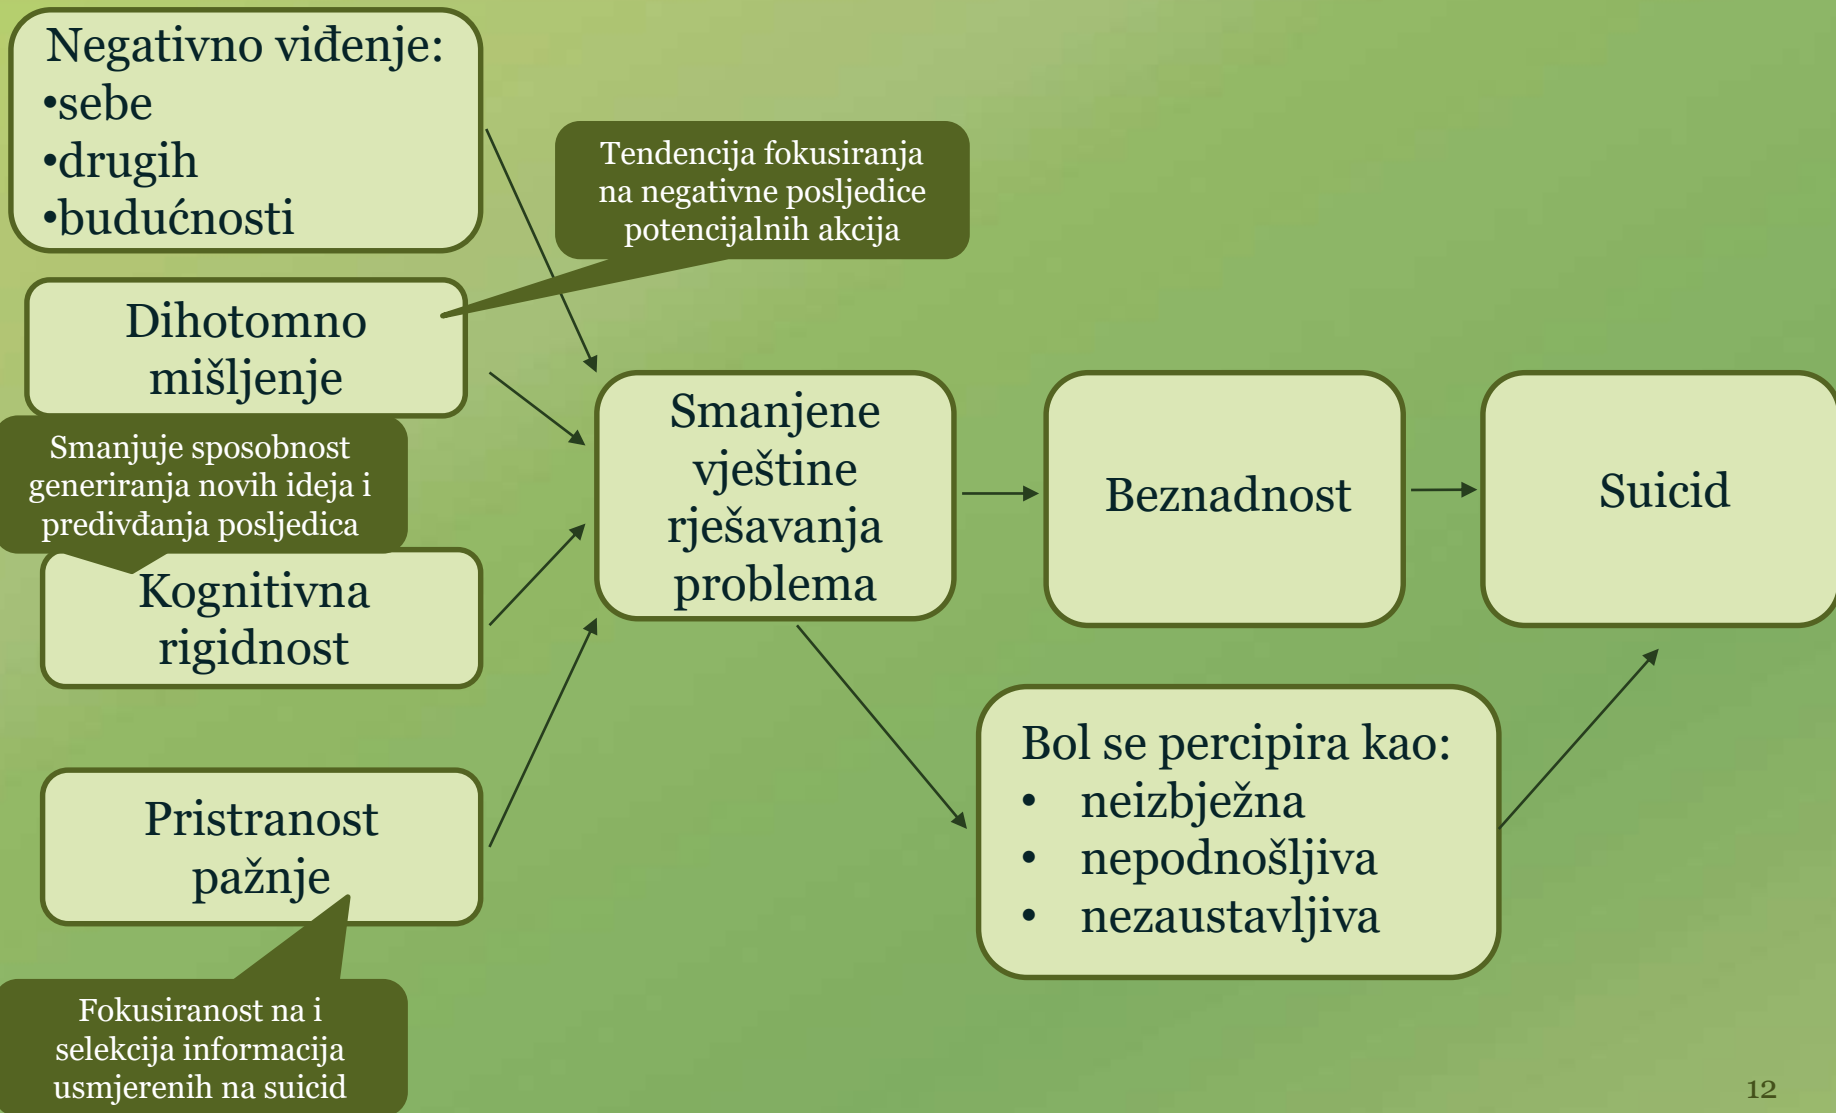 Negativno viđenje:
•sebe
•drugih
•budućnosti
Tendencija fokusiranja
na negativne posljedice
potencijalnih akcija
Dihotomno
mišljenje
Smanjuje sposobnost
generiranja novih ideja i
predivđanja posljedica
Kognitivna
rigidnost
Pristranost
pažnje
Fokusiranost na i
selekcija informacija
usmjerenih na suicid
Smanjene
vještine
rješavanja
problema
Beznadnost
Suicid
Bol se percipira kao:
• neizbježna
• nepodnošljiva
• nezaustavljiva
12